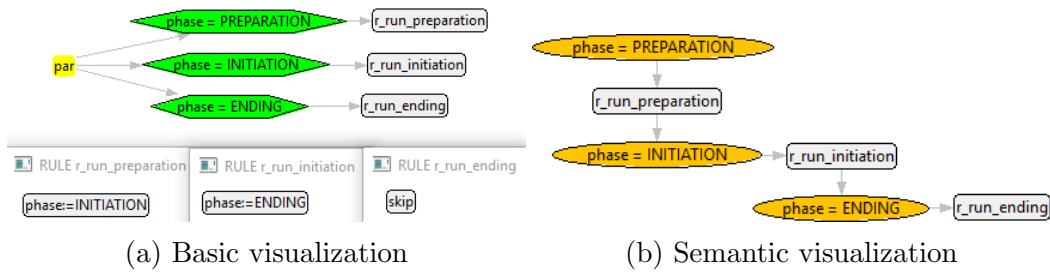 phase = PREPARATION
r_run_preparation
par
phase = INITIATION
r_run_initiation
phase = ENDING
r_run_ending
RULE r_run_preparation
RULE r_run_initiation
RULE r_run_ending
phase:=INITIATION
phase:=ENDING
skip
(a) Basic visualization
phase = PREPARATION
r_run_preparation
phase = INITIATION
r_run_initiation
phase = ENDING
r_run_ending
(b) Semantic visualization